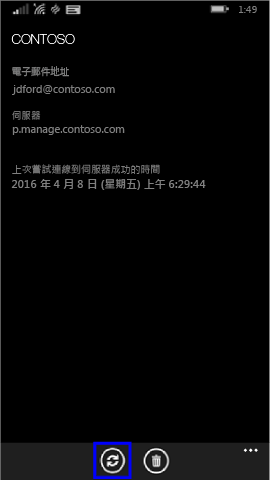 1:49
CONTOSO
電子郵件地址
jdford@contoso.com
伺服器
p.manage.contoso.com
上次嘗試連線到伺服器成功的時間
2016 年 4 月 8 日 (星期五) 上午 6:29:44